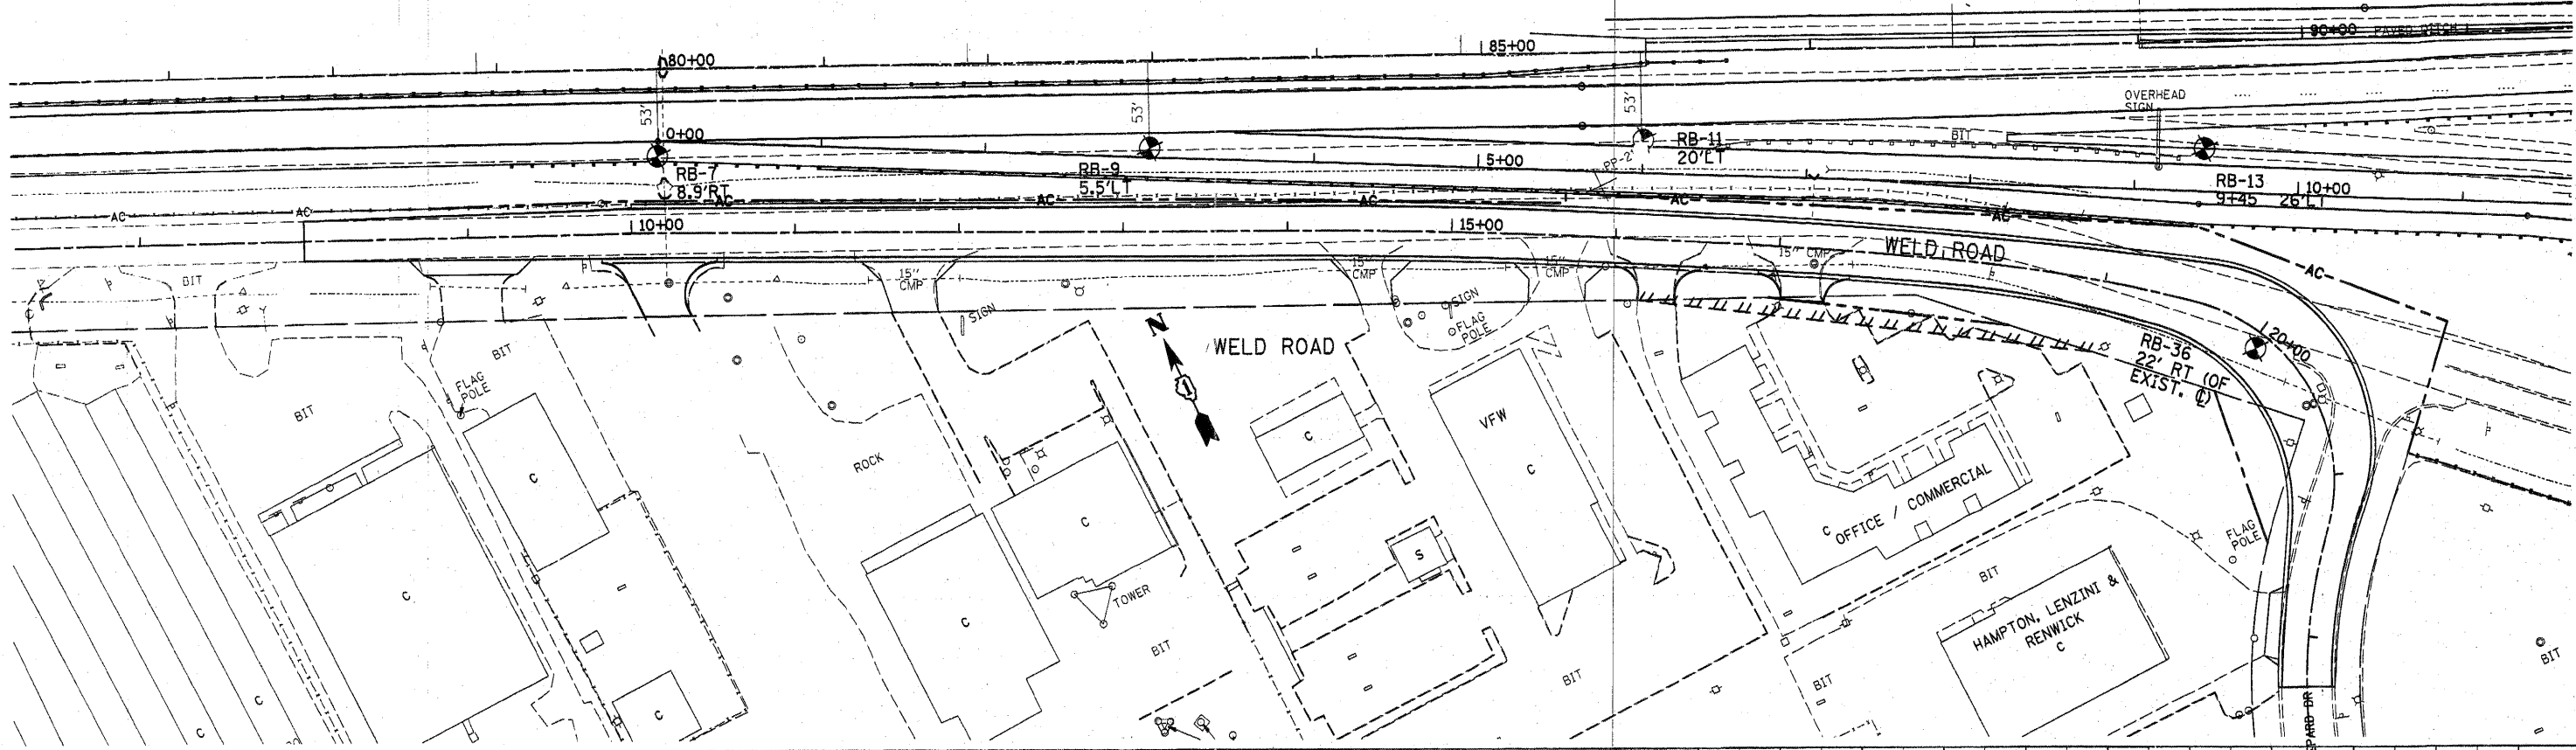 90+00 PAVED DITCH
85+00
80+00
OVERHEAD
SIGN
53'
53'
53'
0+00
RB-11
20'LT
BIT
5+00
PP-2'
RB-7
8.9'RT
RB-9
5.5'LT
RB-13
9+45 26'LT
10+00
AC
AC
AC
AC
AC
AC
AC
AC
10+00
15+00
WELD ROAD
BIT
15"
CMP
15"
CMP
15"
CMP
15"
CMP
SIGN
SIGN
FLAG
POLE
N
WELD ROAD
20+00
RB-36
22' RT (OF
EXIST. ℄)
BIT
FLAG
POLE
BIT
VFW
C
C
ROCK
C
C
OFFICE / COMMERCIAL
C
C
S
FLAG
POLE
TOWER
BIT
HAMPTON, LENZINI &
RENWICK
C
C
C
BIT
BIT
BIT
BIT
C
C
C